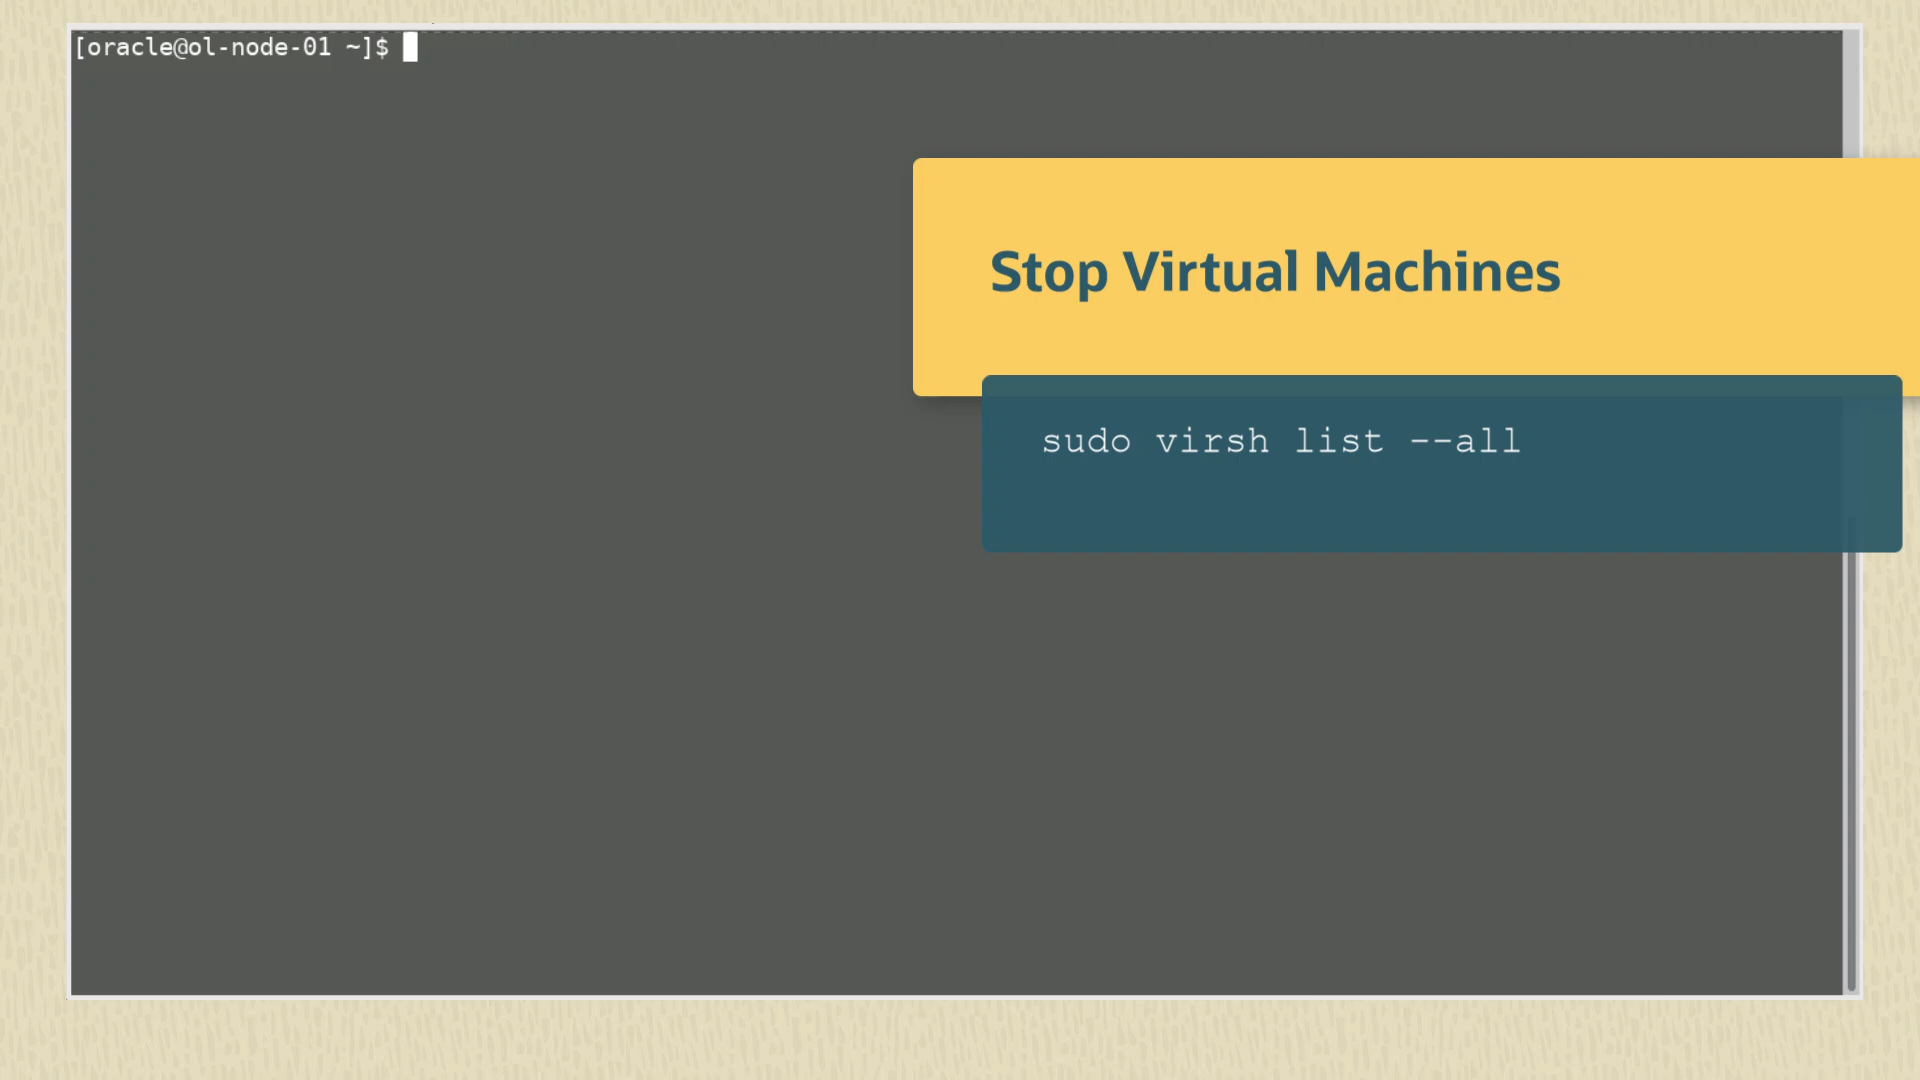 [oracle@ol-node-01 ~]$
Stop Virtual Machines
sudo virsh list --all